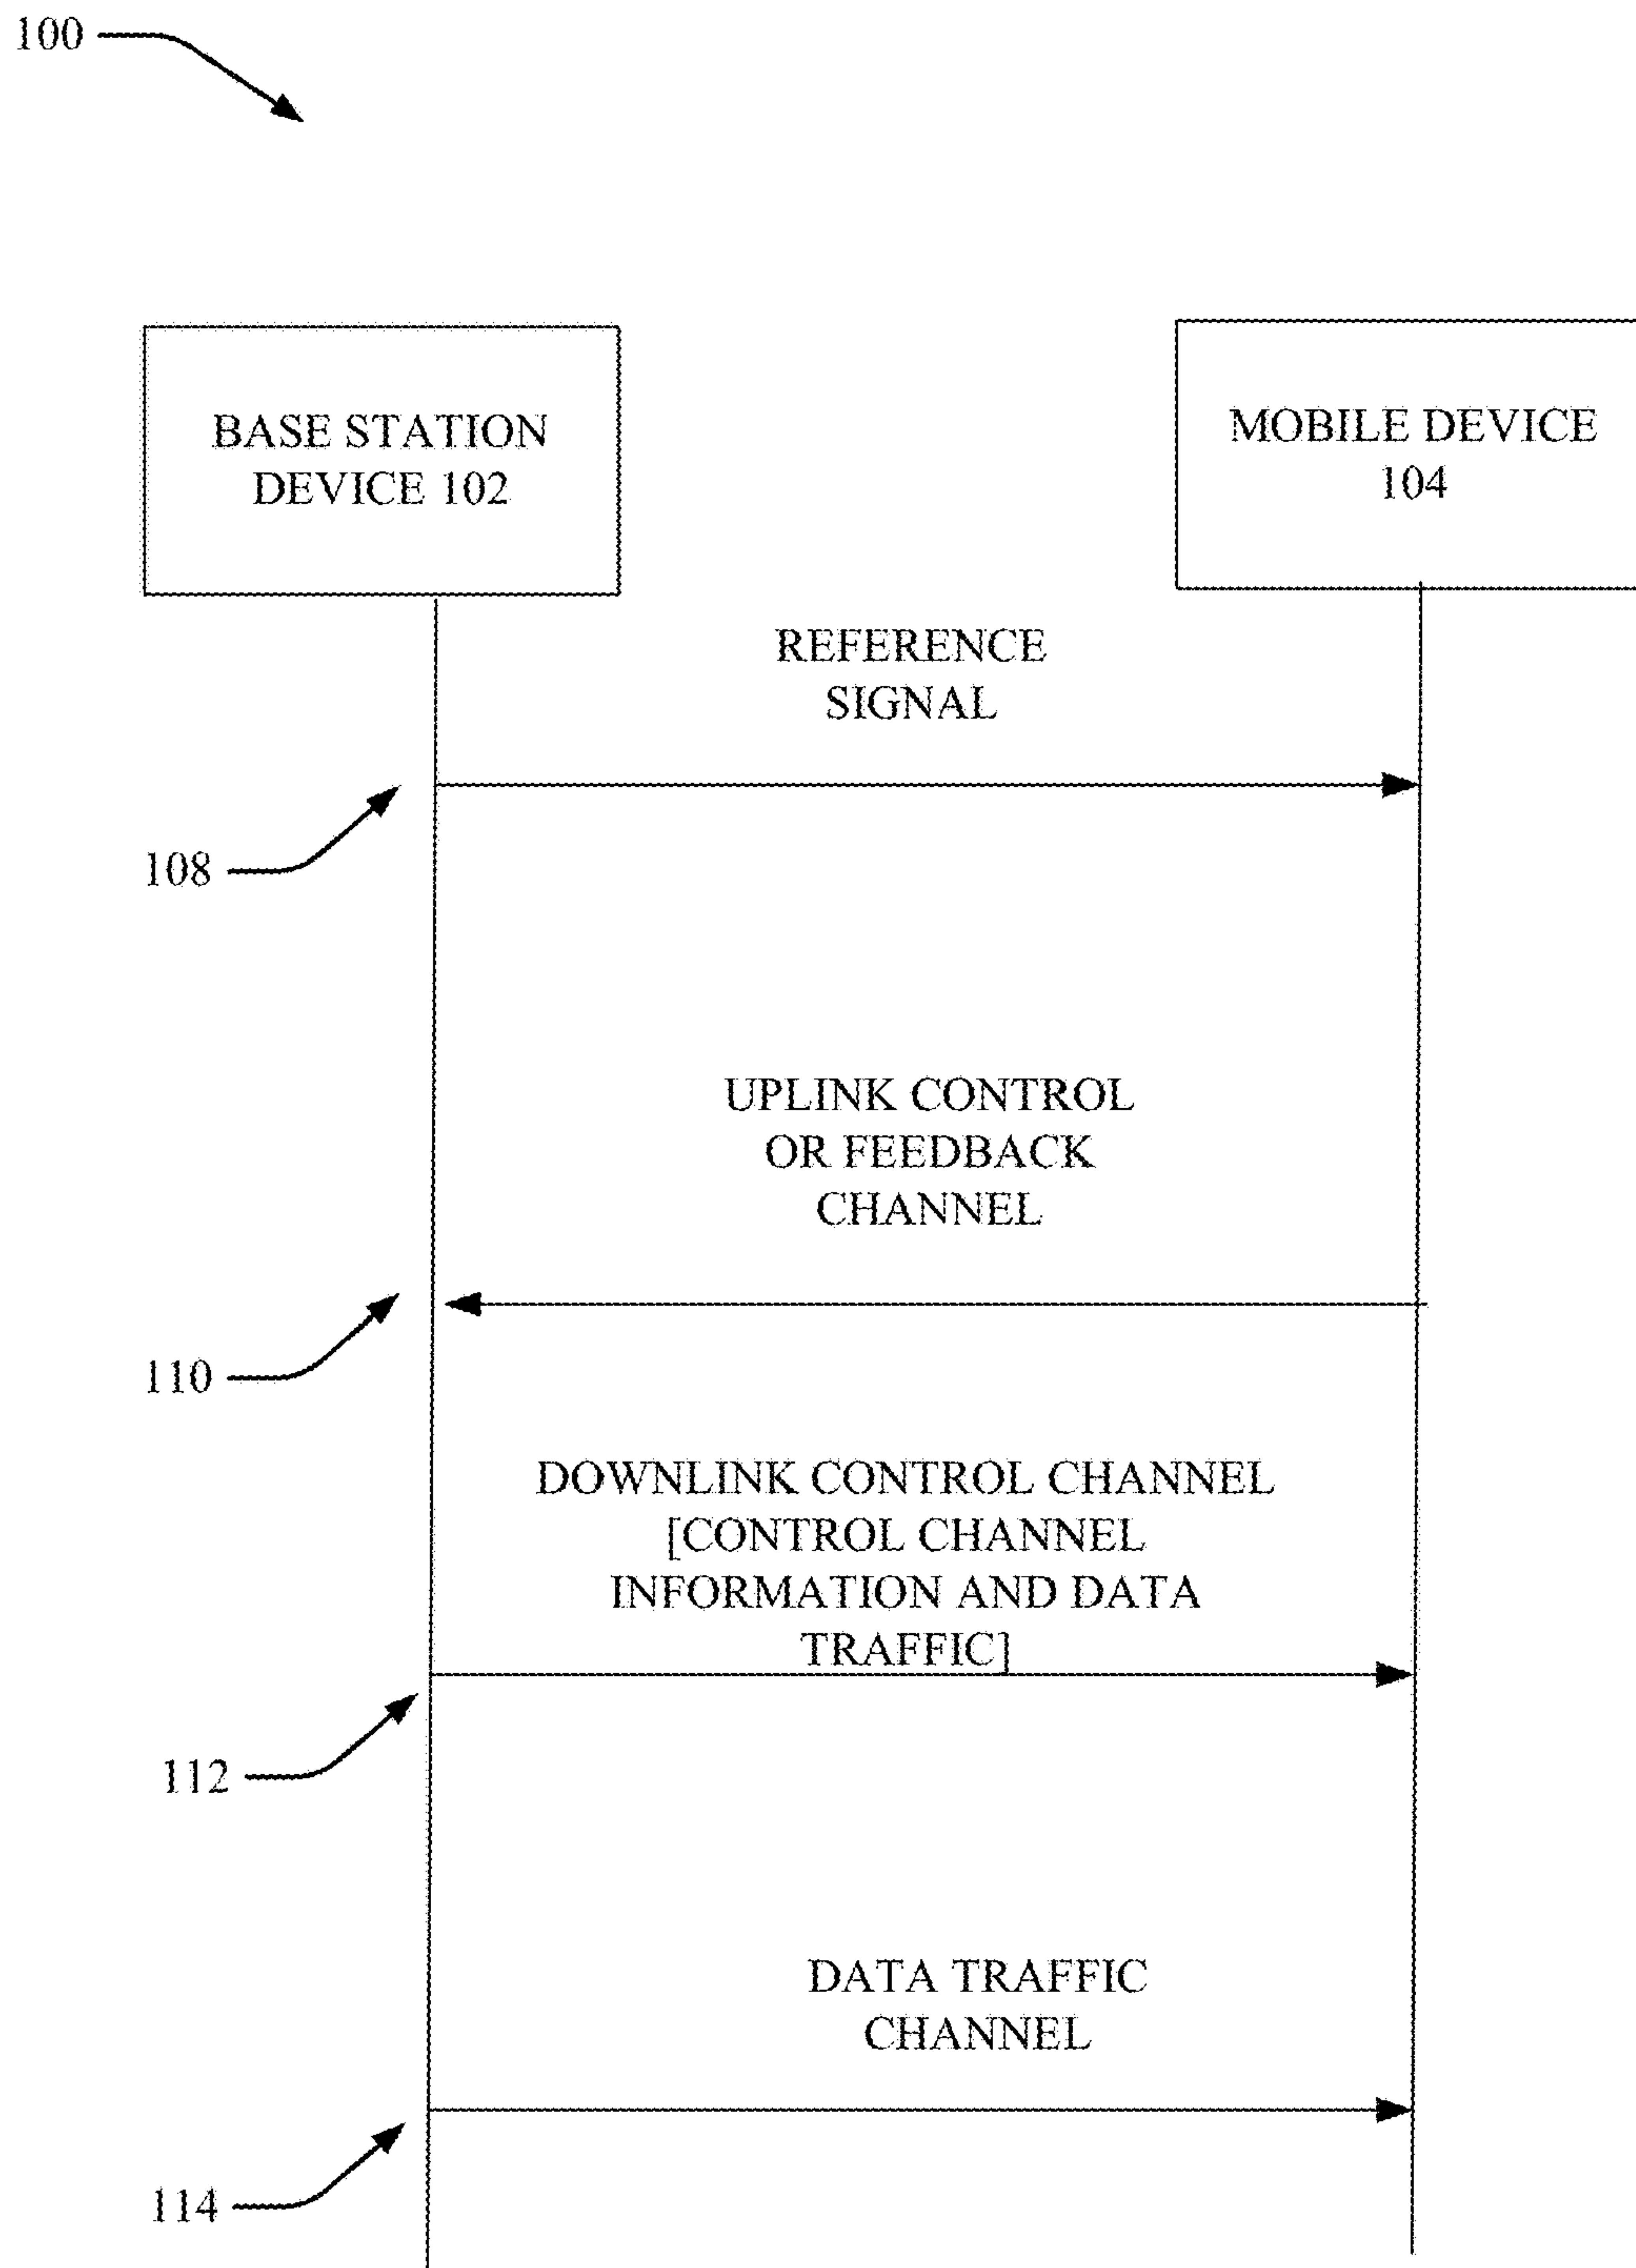 100
BASE STATION
DEVICE 102
MOBILE DEVICE
104
REFERENCE
SIGNAL
108
UPLINK CONTROL
OR FEEDBACK
CHANNEL
110
DOWNLINK CONTROL CHANNEL
[CONTROL CHANNEL
INFORMATION AND DATA
TRAFFIC]
112
DATA TRAFFIC
CHANNEL
114